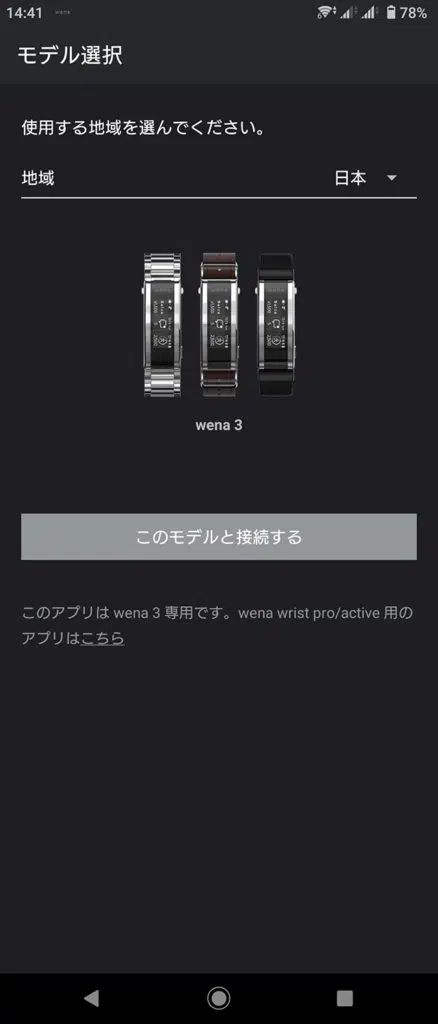 14:41
78%
モデル選択
使用する地域を選んでください。
地域 日本
wena 3
このモデルと接続する
このアプリは wena 3 専用です。wena wrist pro/active 用の
アプリはこちら